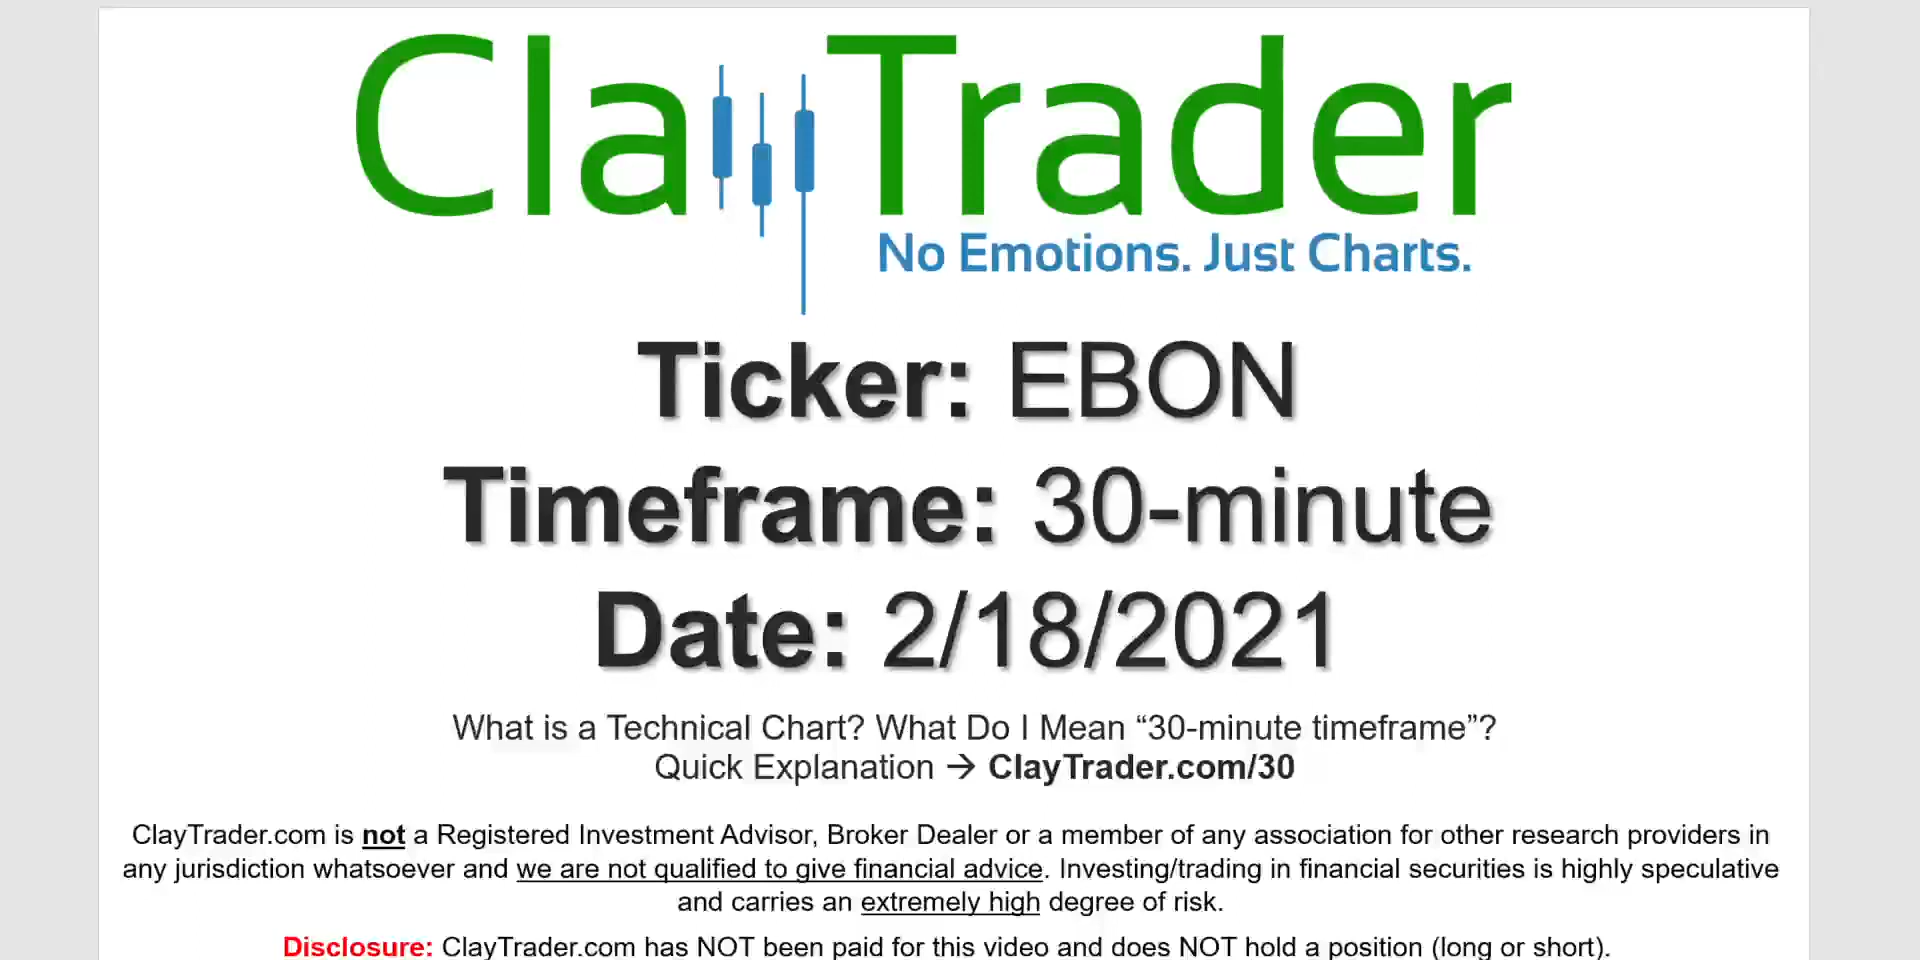 ClayTrader
No Emotions. Just Charts.
Ticker: EBON
Timeframe: 30-minute
Date: 2/18/2021
What is a Technical Chart? What Do I Mean “30-minute timeframe”?
Quick Explanation → ClayTrader.com/30
ClayTrader.com is not a Registered Investment Advisor, Broker Dealer or a member of any association for other research providers in
any jurisdiction whatsoever and we are not qualified to give financial advice. Investing/trading in financial securities is highly speculative
and carries an extremely high degree of risk.
Disclosure: ClayTrader.com has NOT been paid for this video and does NOT hold a position (long or short).